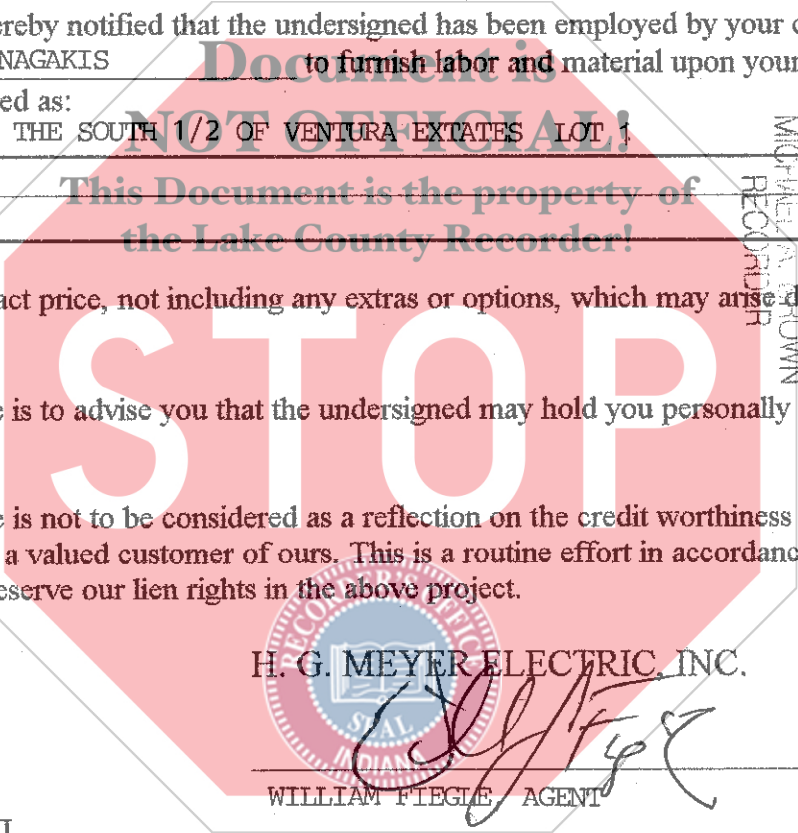 reby notified that the undersigned has been employed by your c
NAGAKIS to furnish labor and material upon your
ed as:
THE SOUTH 1/2 OF VENTURA EXTATES LOT 1
Document is
NOT OFFICIAL!
This Document is the property of
the Lake County Recorder!
MICHAEL A. BROWN
RECORDER
act price, not including any extras or options, which may arise d
STOP
e is to advise you that the undersigned may hold you personally
e is not to be considered as a reflection on the credit worthiness
a valued customer of ours. This is a routine effort in accordanc
eserve our lien rights in the above project.
RECORDER'S OFFICE
SEAL
INDIANA
H. G. MEYER ELECTRIC, INC.
WILLIAM FIEGLE, AGENT